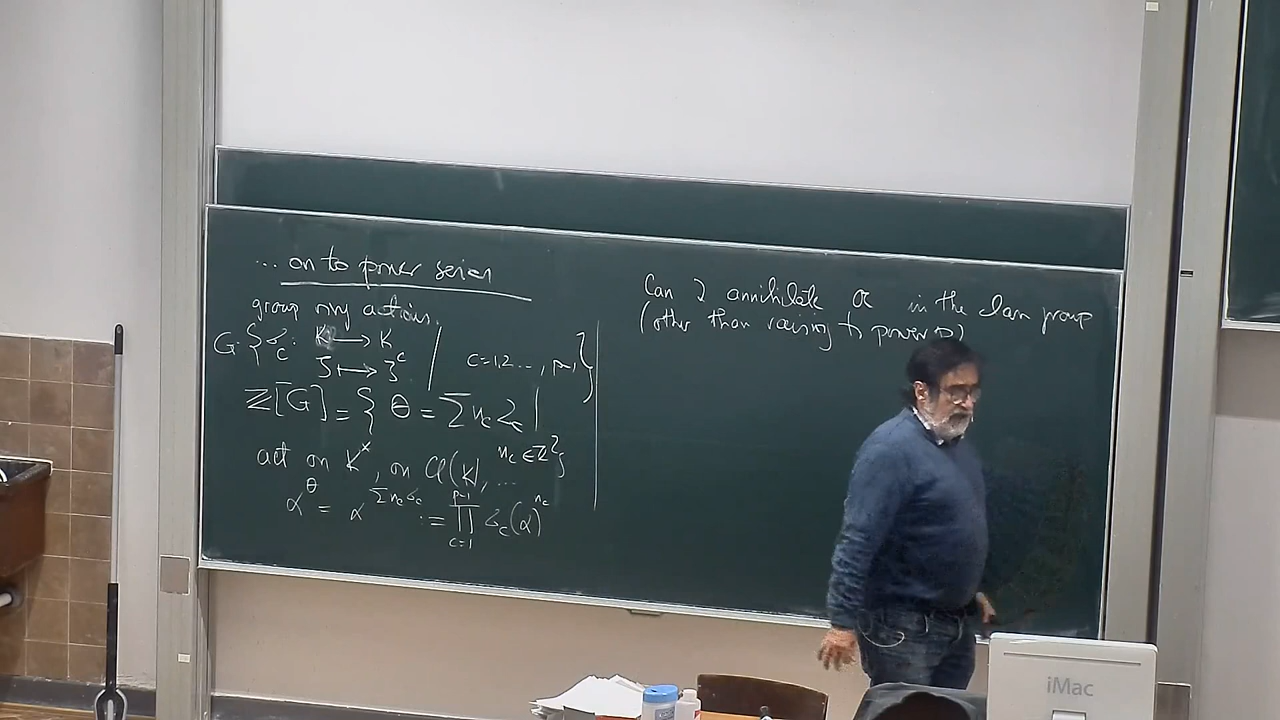 ... on to power series
group ring actions
G: { σ_c: K ⟼ K
ζ ⟼ ζ^c | c=1,2..., p-1 }
Z[G] = { θ = Σ n_c σ_c |
n_c ∈ Z }
act on K^×, on Cl(K), ...
α^θ = α^{Σ n_c σ_c} := ∏_{c=1}^{p-1} σ_c(α)^{n_c}
Can I annihilate α in the class group
(other than raising to power p)
iMac